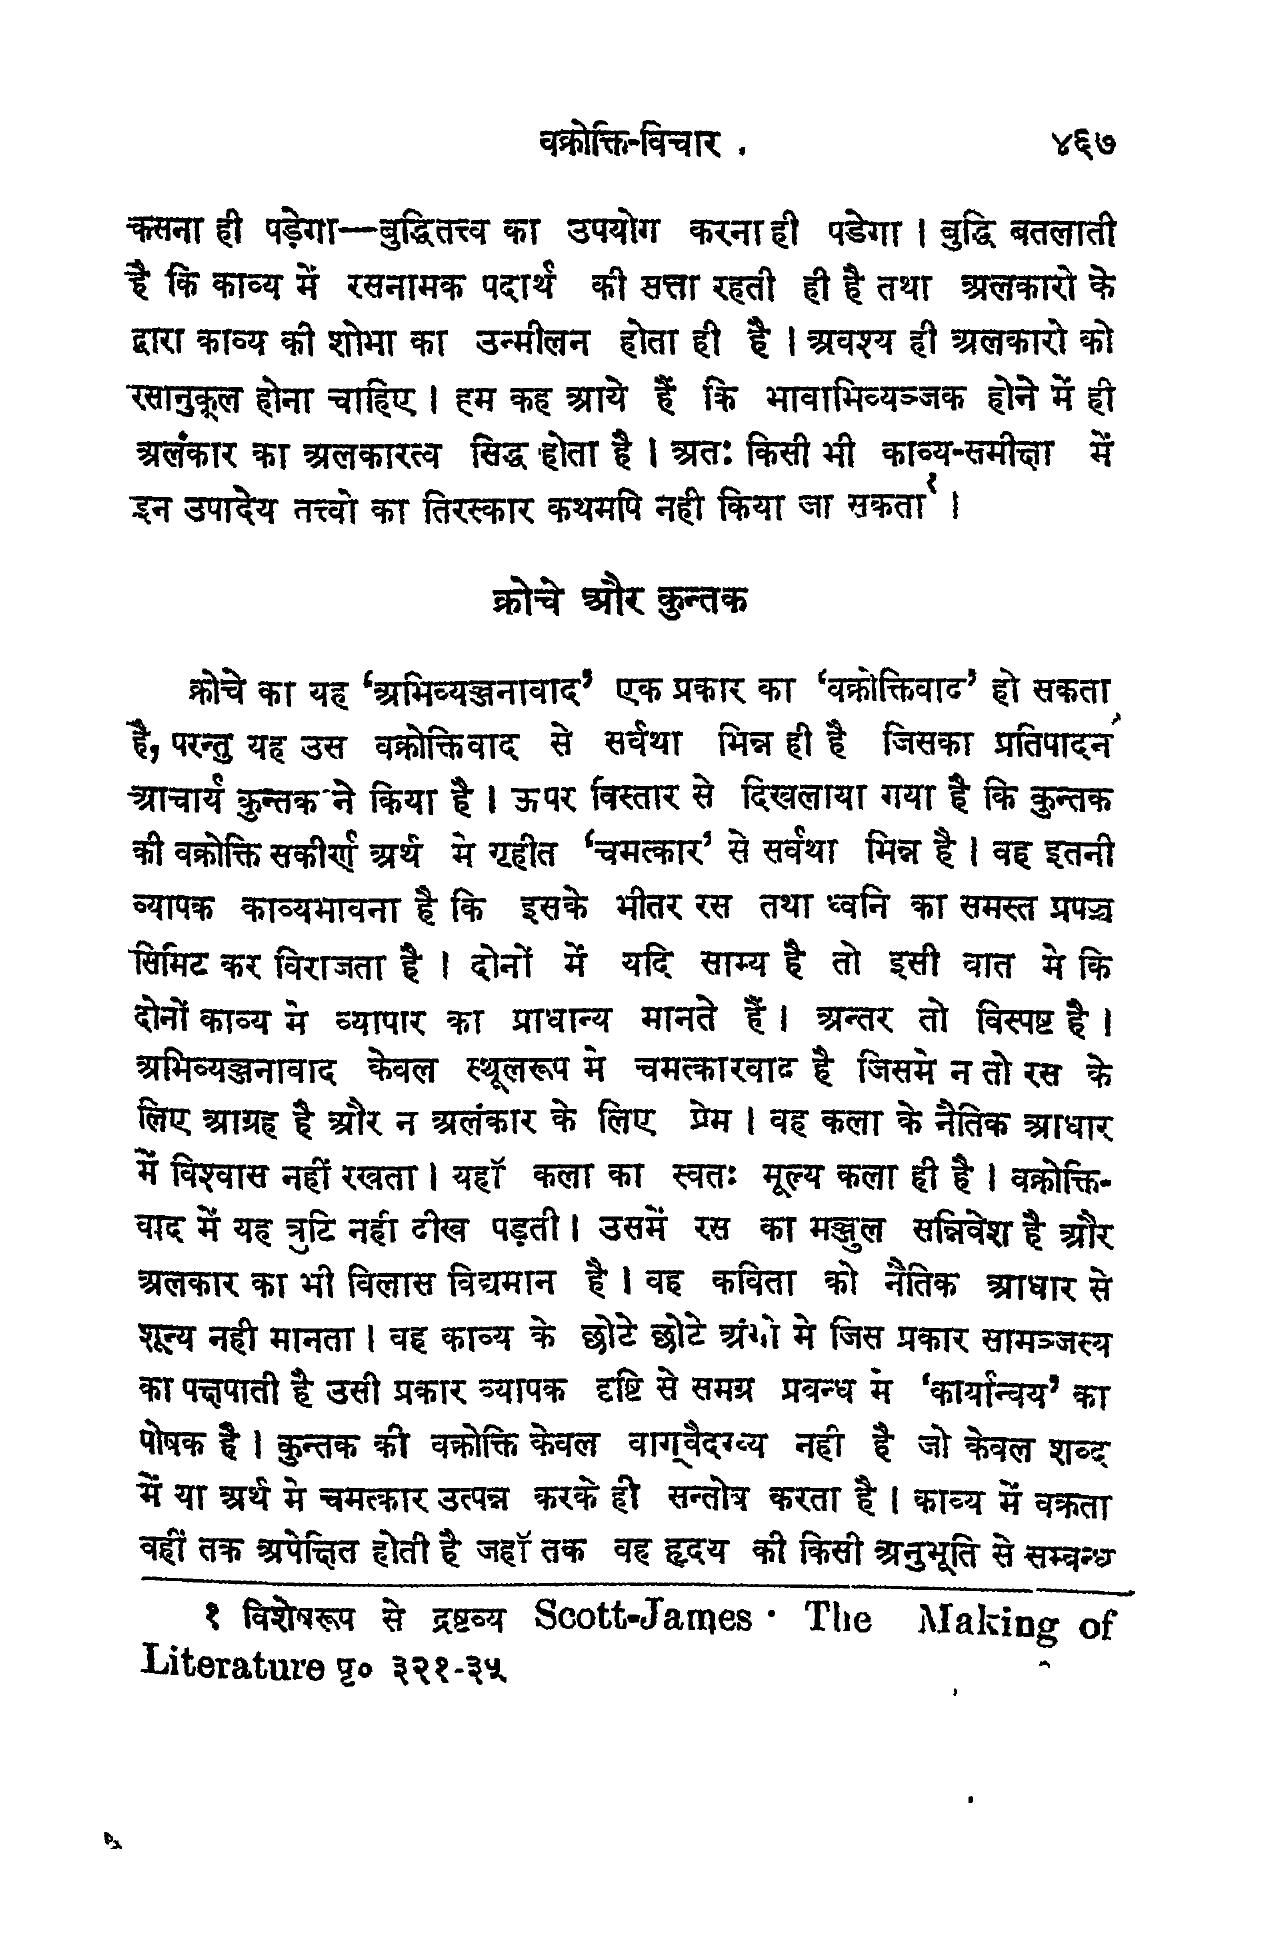 वक्रोक्ति-विचार . ४६७
कसना ही पड़ेगा—बुद्धितत्त्व का उपयोग करना ही पडेगा । बुद्धि बतलाती
है कि काव्य में रसनामक पदार्थ की सत्ता रहती ही है तथा अलकारो के
द्वारा काव्य की शोभा का उन्मीलन होता ही है । अवश्य ही अलकारो को
रसानुकूल होना चाहिए । हम कह आये हैं कि भावाभिव्यञ्जक होने में ही
अलंकार का अलकारत्व सिद्ध होता है । अतः किसी भी काव्य-समीक्षा में
इन उपादेय तत्त्वो का तिरस्कार कथमपि नही किया जा सकता१ ।
क्रोचे और कुन्तक
क्रोचे का यह ‘अभिव्यञ्जनावाद’ एक प्रकार का ‘वक्रोक्तिवाद’ हो सकता
है, परन्तु यह उस वक्रोक्तिवाद से सर्वथा भिन्न ही है जिसका प्रतिपादन
आचार्य कुन्तक ने किया है । ऊपर विस्तार से दिखलाया गया है कि कुन्तक
की वक्रोक्ति सकीर्ण अर्थ मे गृहीत ‘चमत्कार’ से सर्वथा भिन्न है । वह इतनी
व्यापक काव्यभावना है कि इसके भीतर रस तथा ध्वनि का समस्त प्रपञ्च
सिमिट कर विराजता है । दोनों में यदि साम्य है तो इसी वात मे कि
दोनों काव्य मे व्यापार का प्राधान्य मानते हैं । अन्तर तो विस्पष्ट है ।
अभिव्यञ्जनावाद केवल स्थूलरूप मे चमत्कारवाद है जिसमे न तो रस के
लिए आग्रह है और न अलंकार के लिए प्रेम । वह कला के नैतिक आधार
में विश्वास नहीं रखता । यहॉ कला का स्वतः मूल्य कला ही है । वक्रोक्ति-
वाद में यह त्रुटि नहीं दीख पड़ती । उसमें रस का मञ्जुल सन्निवेश है और
अलकार का भी विलास विद्यमान है । वह कविता को नैतिक आधार से
शून्य नही मानता । वह काव्य के छोटे छोटे अंगो मे जिस प्रकार सामञ्जस्य
का पक्षपाती है उसी प्रकार व्यापक दृष्टि से समग्र प्रवन्ध मे ‘कार्यान्वय’ का
पोषक है । कुन्तक की वक्रोक्ति केवल वाग्वैदग्ध्य नही है जो केवल शब्द
में या अर्थ मे चमत्कार उत्पन्न करके ही सन्तोष करता है । काव्य में वक्रता
वहीं तक अपेक्षित होती है जहॉ तक वह हृदय की किसी अनुभूति से सम्वन्ध
१ विशेषरूप से द्रष्टव्य Scott-James · The Making of
Literature पृ० ३२१-३५